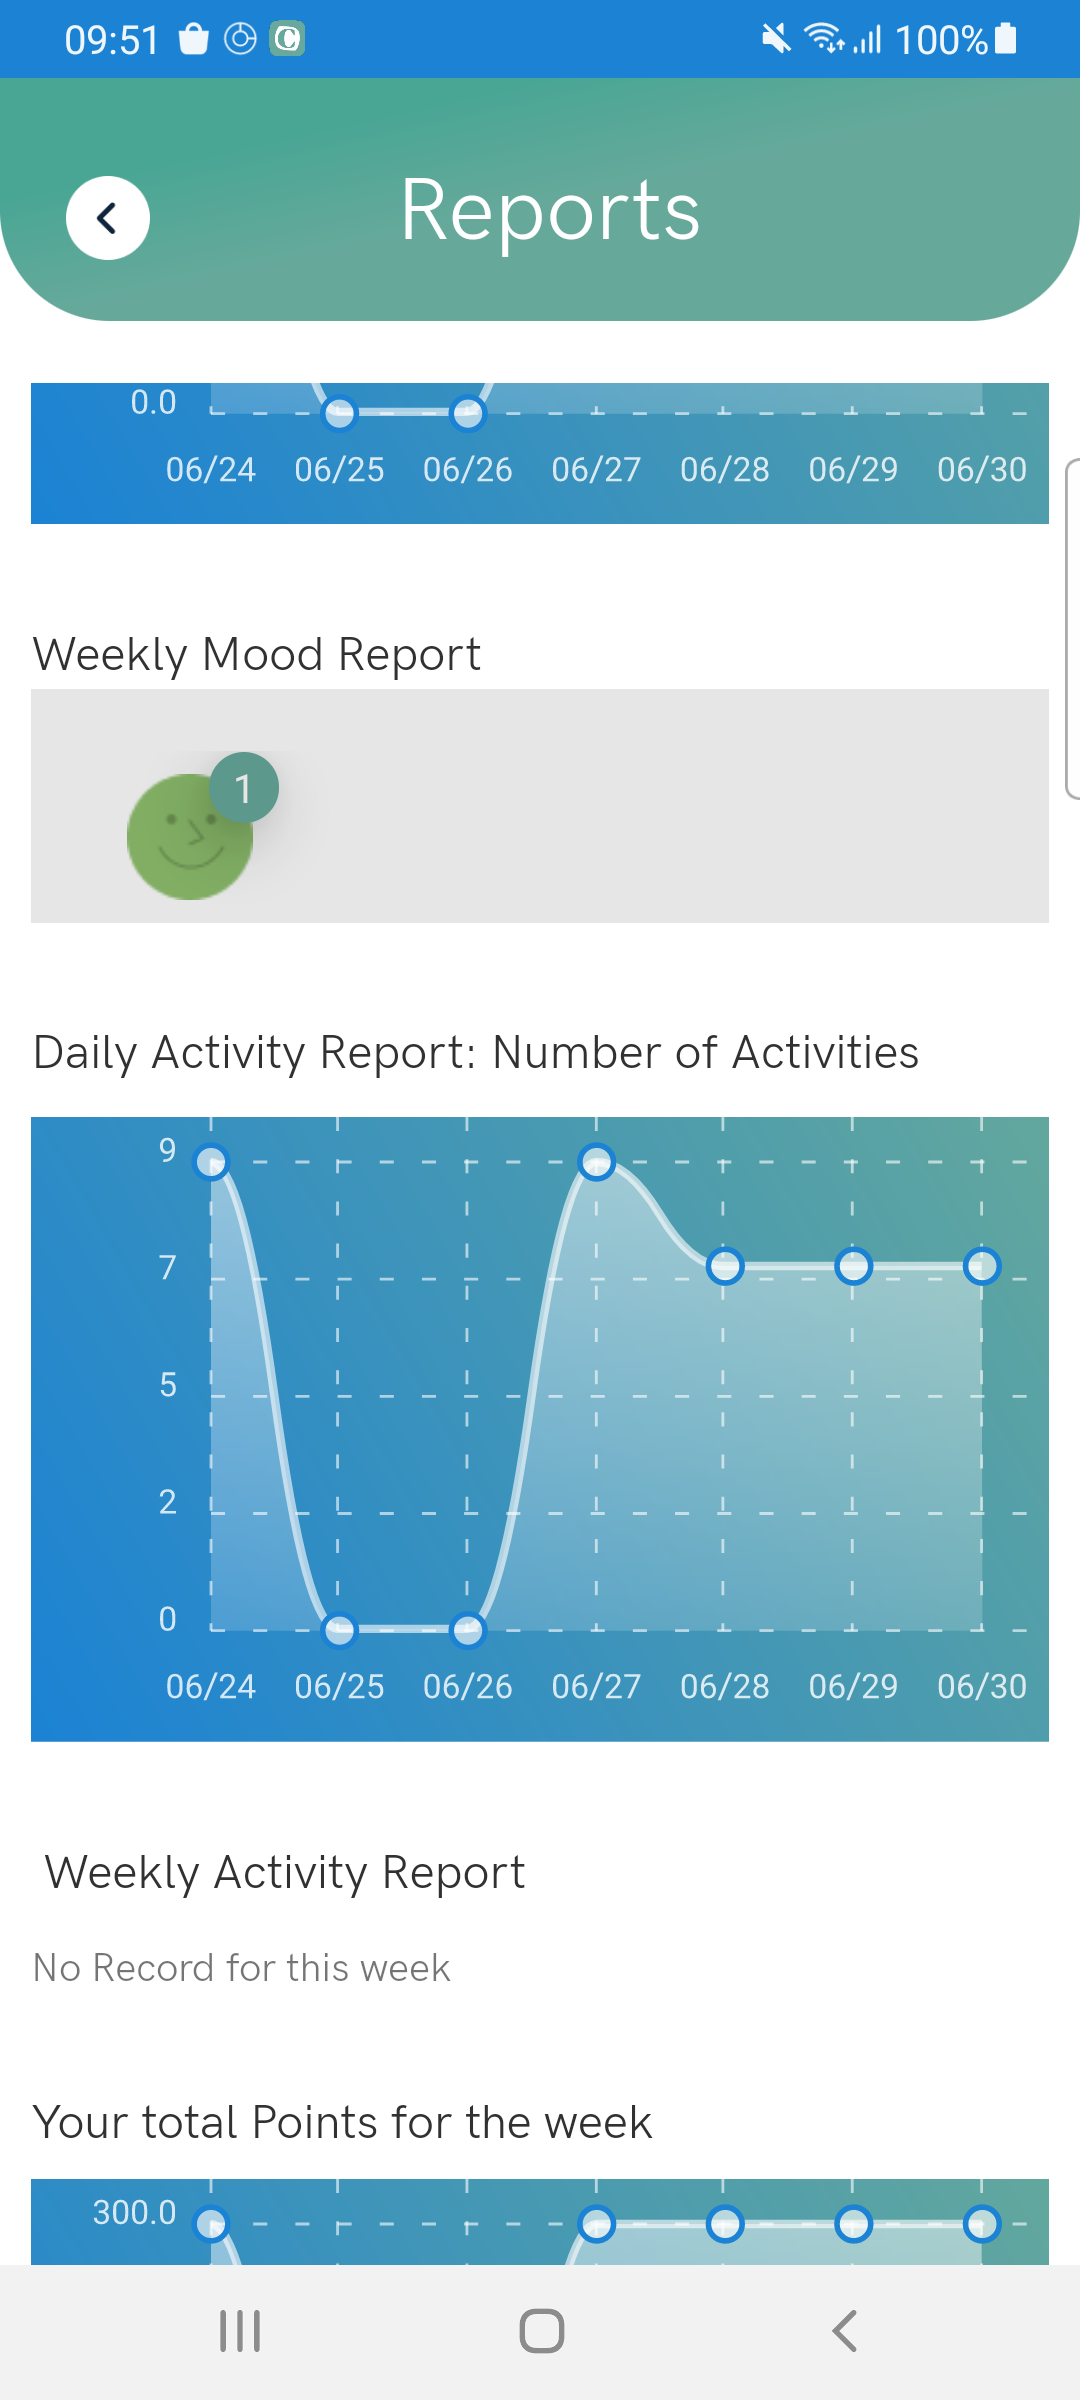 09:51 100%
Reports
0.0
06/24 06/25 06/26 06/27 06/28 06/29 06/30
Weekly Mood Report
1
Daily Activity Report: Number of Activities
9
7
5
2
0
06/24 06/25 06/26 06/27 06/28 06/29 06/30
Weekly Activity Report
No Record for this week
Your total Points for the week
300.0